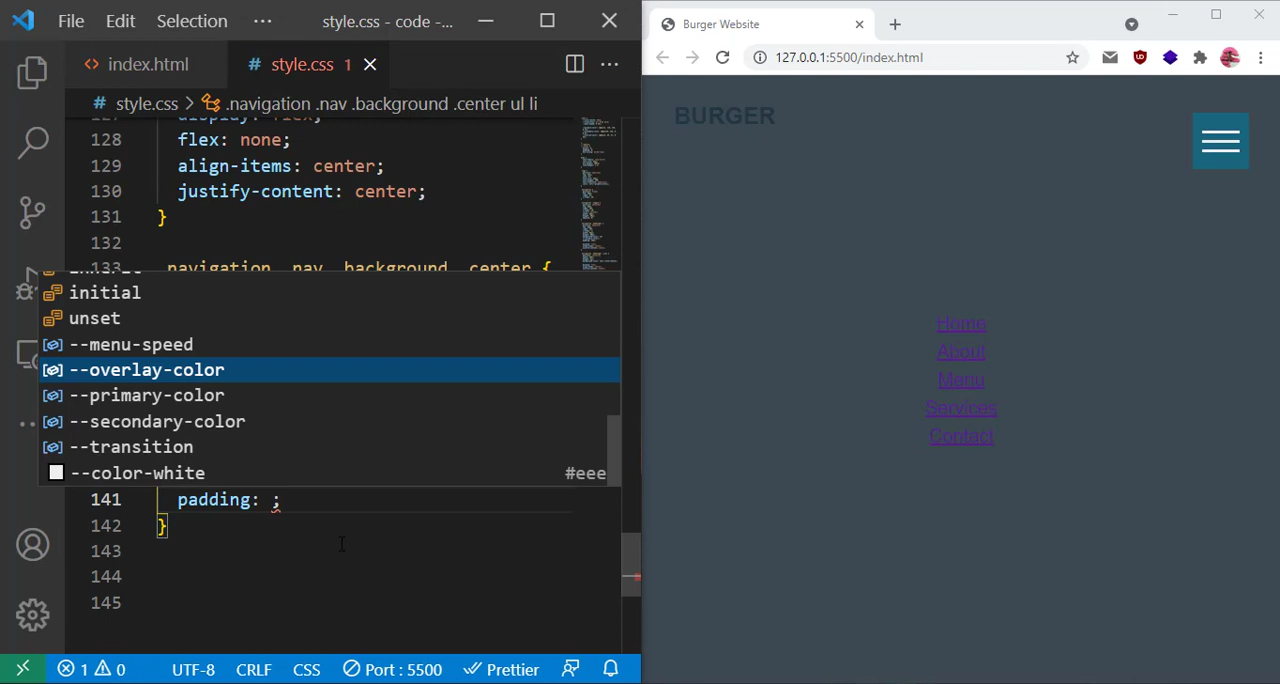 File Edit Selection ··· style.css - code -...
index.html style.css 1
style.css > .navigation .nav .background .center ul li
128 flex: none;
129 align-items: center;
130 justify-content: center;
131 }
132
133 .navigation .nav .background .center {
initial
unset
--menu-speed
--overlay-color
--primary-color
--secondary-color
--transition
--color-white #eee
141 padding: ;
142 }
143
144
145
1 0 UTF-8 CRLF CSS Port : 5500 Prettier
Burger Website
127.0.0.1:5500/index.html
BURGER
Home
About
Menu
Services
Contact